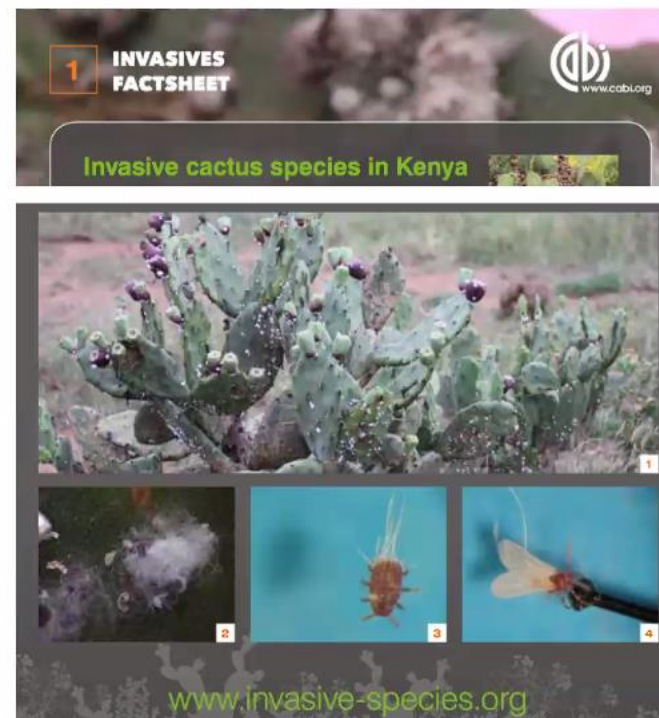 1
INVASIVES
FACTSHEET
cabi
www.cabi.org
Invasive cactus species in Kenya
1
2
3
4
www.invasive-species.org